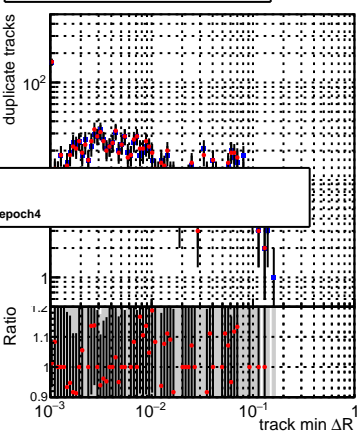 duplicate tracks
10²
epoch4
1
Ratio
1.2
1.1
1
0.9
10⁻³
10⁻²
10⁻¹
1
track min ΔR